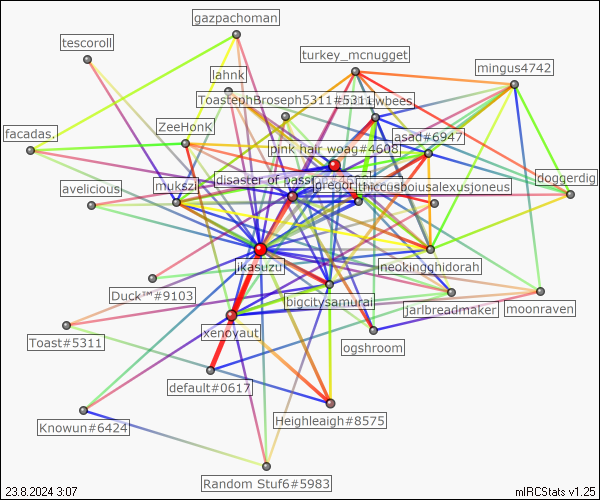 gazpachoman
tescoroll
turkey_mcnugget
mingus4742
lahnk
ToastephBroseph5311#5311
wbees
facadas.
ZeeHonK
asad#6947
pink hair woag#4608
disaster of pass
doggerdig
avelicious
mukszi
gregor
thiccusboiusalexusjoneus
ikasuzu
neokingghidorah
Duck™#9103
bigcitysamurai
jarlbreadmaker
moonraven
Toast#5311
xenoyaut
ogshroom
default#0617
Knowun#6424
Heighleaigh#8575
Random Stuf6#5983
23.8.2024 3:07
mIRCStats v1.25